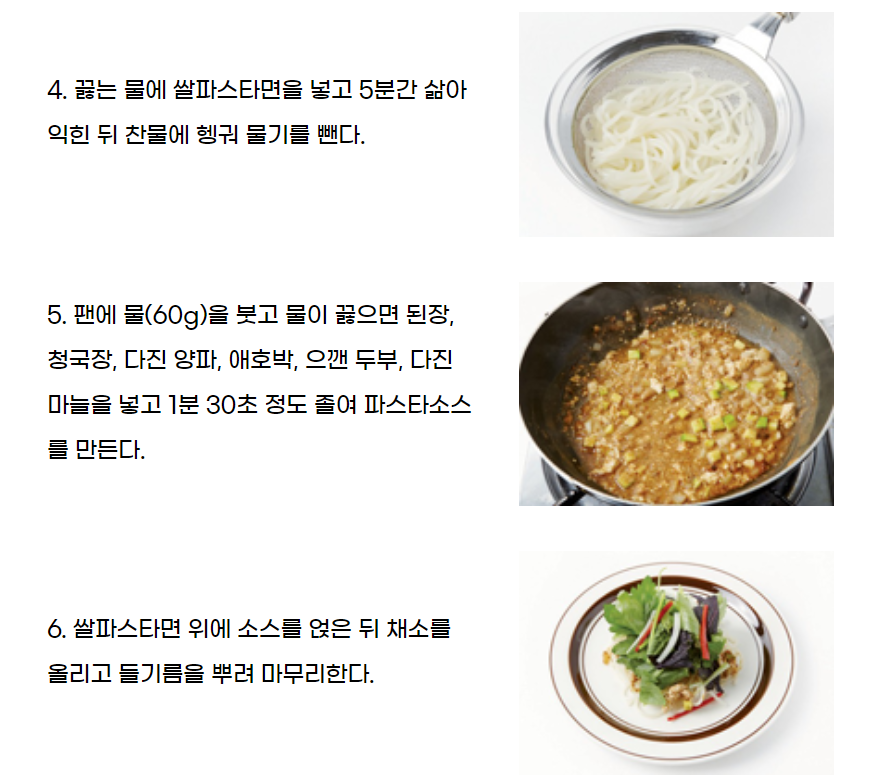 4. 끓는 물에 쌀파스타면을 넣고 5분간 삶아
익힌 뒤 찬물에 헹궈 물기를 뺀다.
5. 팬에 물(60g)을 붓고 물이 끓으면 된장,
청국장, 다진 양파, 애호박, 으깬 두부, 다진
마늘을 넣고 1분 30초 정도 졸여 파스타소스
를 만든다.
6. 쌀파스타면 위에 소스를 얹은 뒤 채소를
올리고 들기름을 뿌려 마무리한다.